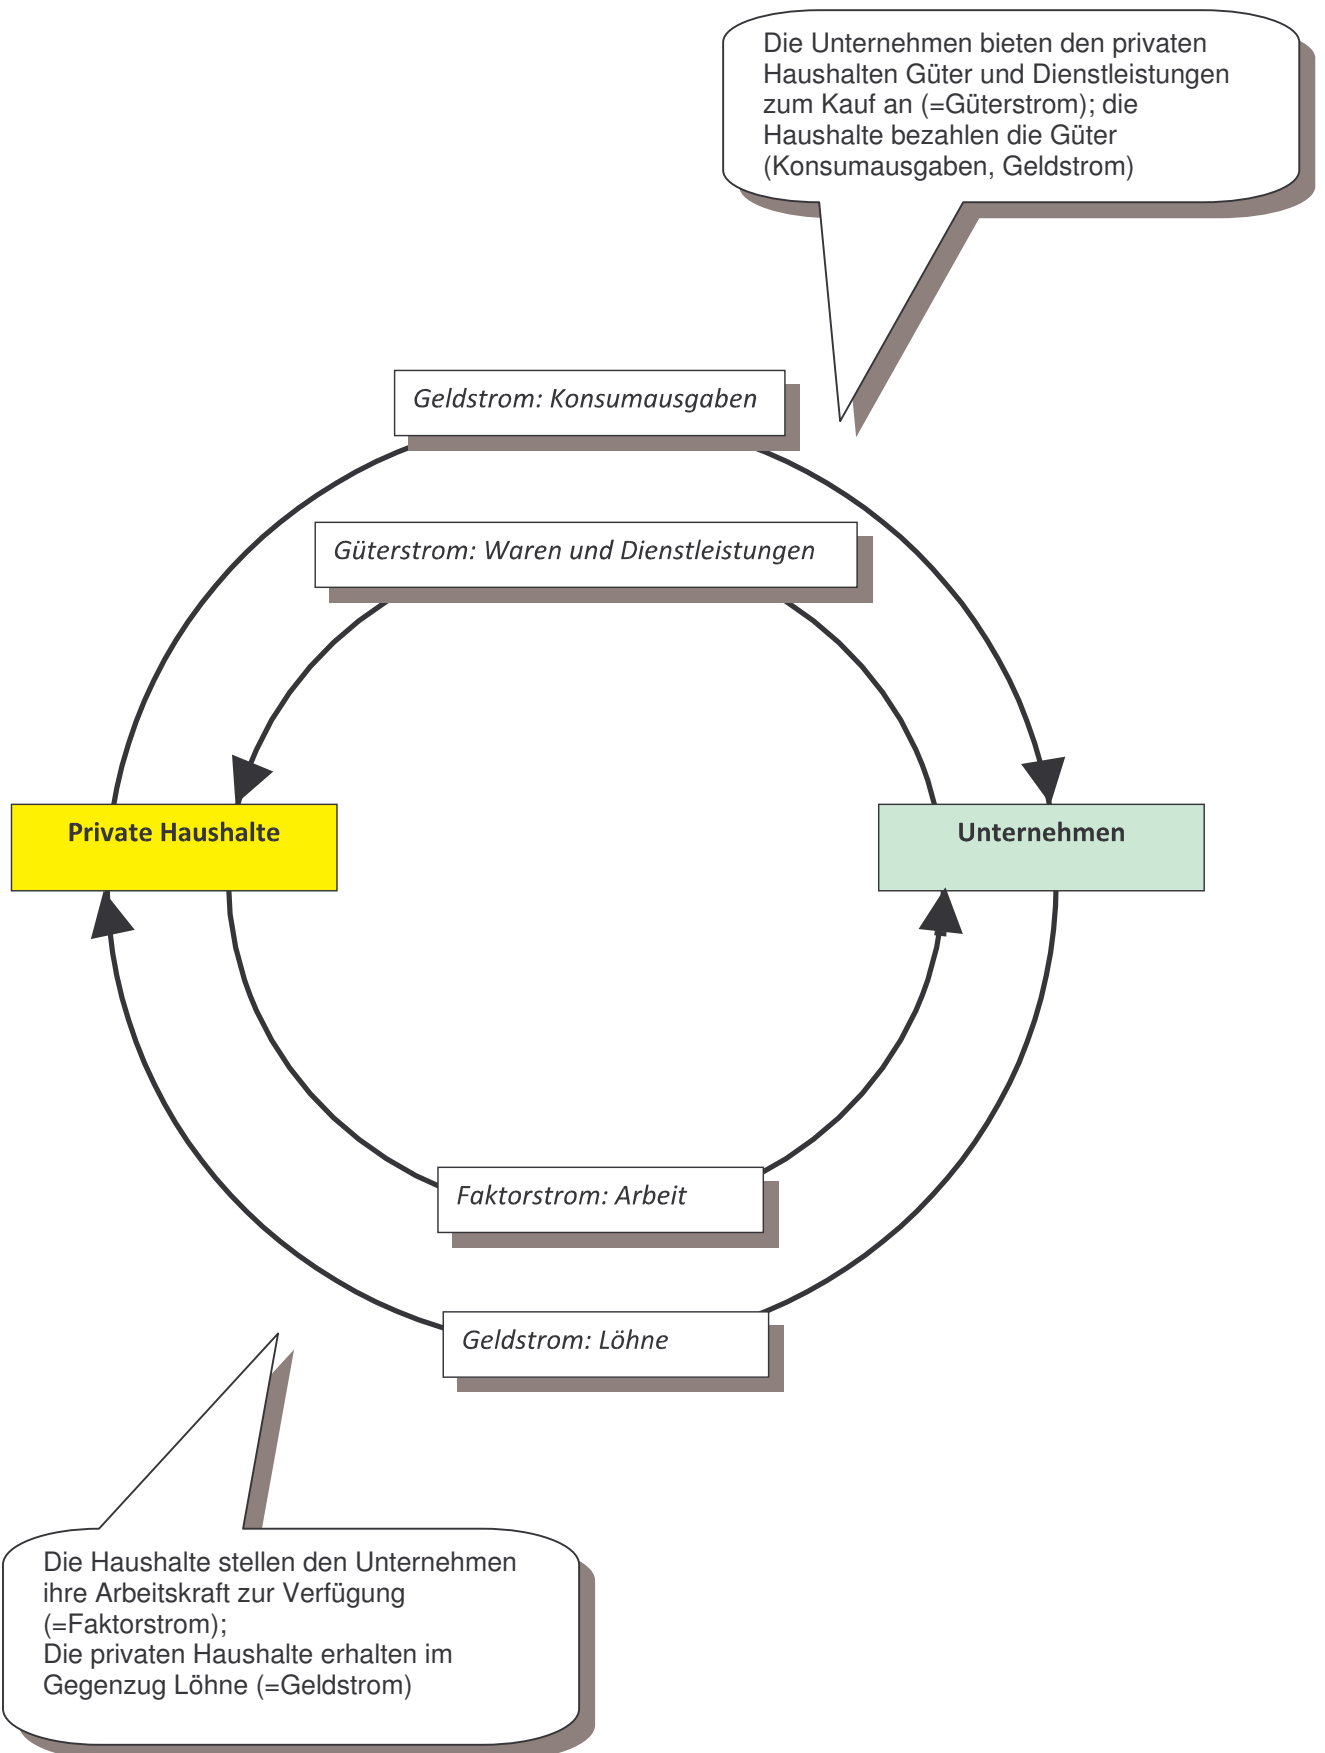 Die Unternehmen bieten den privaten
Haushalten Güter und Dienstleistungen
zum Kauf an (=Güterstrom); die
Haushalte bezahlen die Güter
(Konsumausgaben, Geldstrom)
Geldstrom: Konsumausgaben
Güterstrom: Waren und Dienstleistungen
Private Haushalte
Unternehmen
Faktorstrom: Arbeit
Geldstrom: Löhne
Die Haushalte stellen den Unternehmen
ihre Arbeitskraft zur Verfügung
(=Faktorstrom);
Die privaten Haushalte erhalten im
Gegenzug Löhne (=Geldstrom)